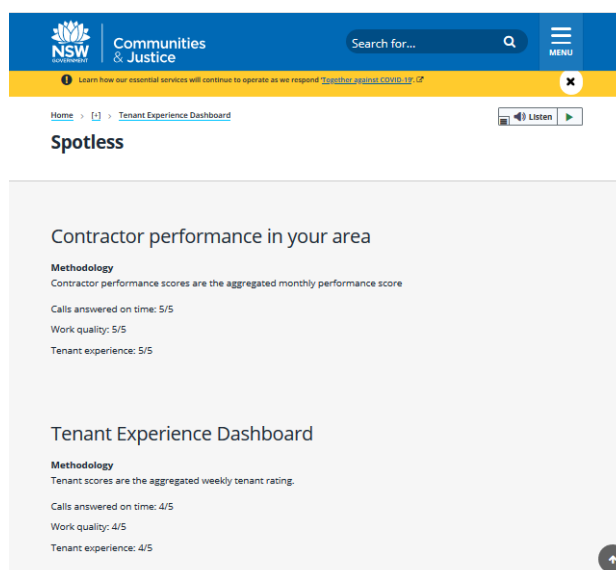 NSW
GOVERNMENT
Communities
& Justice
Search for...
MENU
Learn how our essential services will continue to operate as we respond 'Together against COVID-19'.
Home > [+] > Tenant Experience Dashboard
Listen
Spotless
Contractor performance in your area
Methodology
Contractor performance scores are the aggregated monthly performance score
Calls answered on time: 5/5
Work quality: 5/5
Tenant experience: 5/5
Tenant Experience Dashboard
Methodology
Tenant scores are the aggregated weekly tenant rating.
Calls answered on time: 4/5
Work quality: 4/5
Tenant experience: 4/5